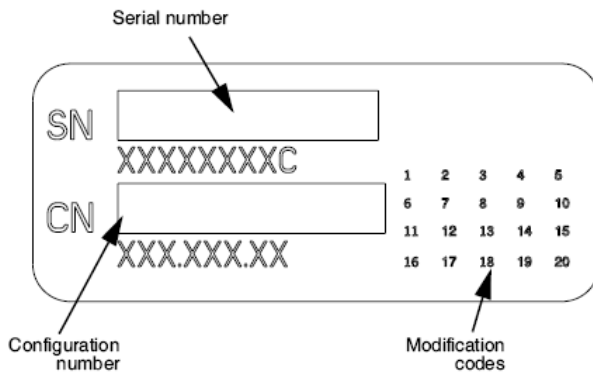 Serial number
SN
XXXXXXXXC
CN
XXX.XXX.XX
1 2 3 4 5
6 7 8 9 10
11 12 13 14 15
16 17 18 19 20
Configuration
number
Modification
codes